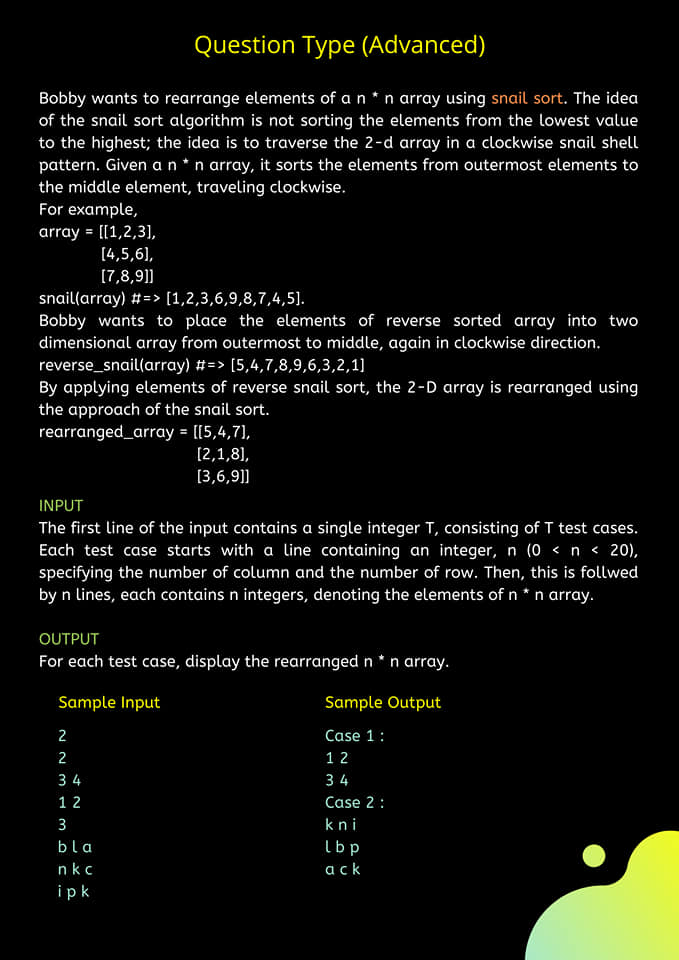 Question Type (Advanced)
Bobby wants to rearrange elements of a n * n array using snail sort. The idea
of the snail sort algorithm is not sorting the elements from the lowest value
to the highest; the idea is to traverse the 2-d array in a clockwise snail shell
pattern. Given a n * n array, it sorts the elements from outermost elements to
the middle element, traveling clockwise.
For example,
array = [[1,2,3],
[4,5,6],
[7,8,9]]
snail(array) #=> [1,2,3,6,9,8,7,4,5].
Bobby wants to place the elements of reverse sorted array into two
dimensional array from outermost to middle, again in clockwise direction.
reverse_snail(array) #=> [5,4,7,8,9,6,3,2,1]
By applying elements of reverse snail sort, the 2-D array is rearranged using
the approach of the snail sort.
rearranged_array = [[5,4,7],
[2,1,8],
[3,6,9]]
INPUT
The first line of the input contains a single integer T, consisting of T test cases.
Each test case starts with a line containing an integer, n (0 < n < 20),
specifying the number of column and the number of row. Then, this is follwed
by n lines, each contains n integers, denoting the elements of n * n array.
OUTPUT
For each test case, display the rearranged n * n array.
Sample Input
2
2
3 4
1 2
3
b l a
n k c
i p k
Sample Output
Case 1 :
1 2
3 4
Case 2 :
k n i
l b p
a c k